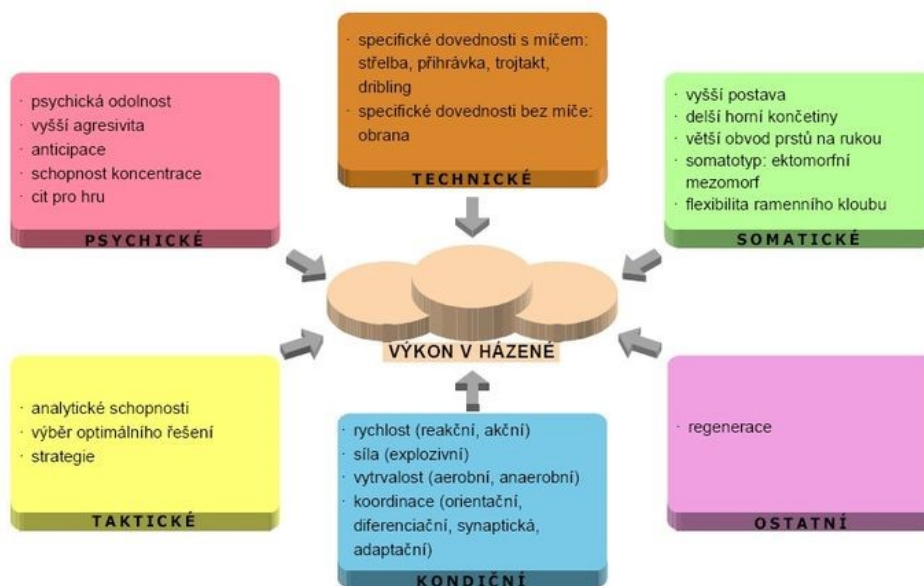 · psychická odolnost
· vyšší agresivita
· anticipace
· schopnost koncentrace
· cit pro hru
PSYCHICKÉ
· specifické dovednosti s míčem:
střelba, přihrávka, trojtakt,
dribling
· specifické dovednosti bez míče:
obrana
TECHNICKÉ
· vyšší postava
· delší horní končetiny
· větší obvod prstů na rukou
· somatotyp: ektomorfní
mezomorf
· flexibilita ramenního kloubu
SOMATICKÉ
VÝKON V HÁZENÉ
· analytické schopnosti
· výběr optimálního řešení
· strategie
TAKTICKÉ
· rychlost (reakční, akční)
· síla (explozivní)
· vytrvalost (aerobní, anaerobní)
· koordinace (orientační,
diferenciační, synaptická,
adaptační)
KONDIČNÍ
· regenerace
OSTATNÍ